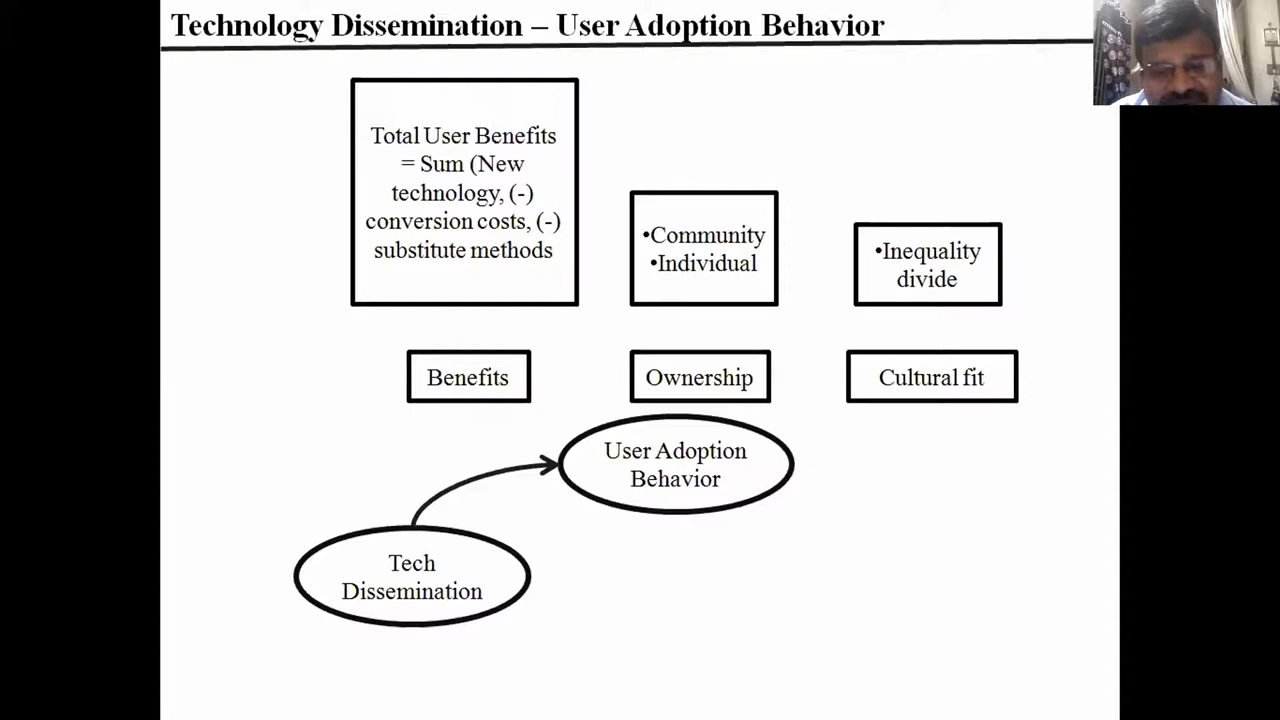 Technology Dissemination – User Adoption Behavior
Total User Benefits
= Sum (New
technology, (-)
conversion costs, (-)
substitute methods
•Community
•Individual
•Inequality
divide
Benefits
Ownership
Cultural fit
User Adoption
Behavior
Tech
Dissemination